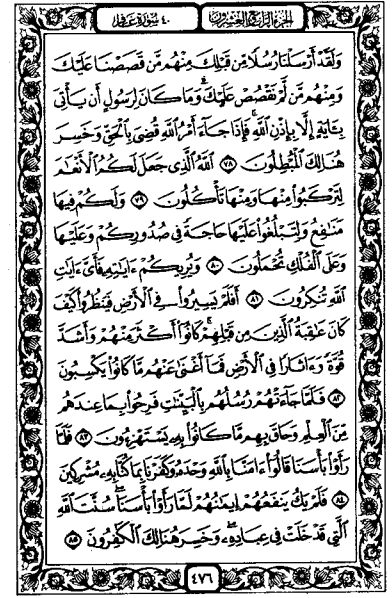 الجزء الرابع والعشرون ٤٠ سورة غافر
وَلَقَدْ أَرْسَلْنَا رُسُلًا مِّن قَبْلِكَ مِنْهُم مَّن قَصَصْنَا عَلَيْكَ
وَمِنْهُم مَّن لَّمْ نَقْصُصْ عَلَيْكَ وَمَا كَانَ لِرَسُولٍ أَن يَأْتِىَ
بِـَٔايَةٍ إِلَّا بِإِذْنِ ٱللَّهِ فَإِذَا جَآءَ أَمْرُ ٱللَّهِ قُضِىَ بِٱلْحَقِّ وَخَسِرَ
هُنَالِكَ ٱلْمُبْطِلُونَ ٧٨ ٱللَّهُ ٱلَّذِى جَعَلَ لَكُمُ ٱلْأَنْعَٰمَ
لِتَرْكَبُوا۟ مِنْهَا وَمِنْهَا تَأْكُلُونَ ٧٩ وَلَكُمْ فِيهَا
مَنَٰفِعُ وَلِتَبْلُغُوا۟ عَلَيْهَا حَاجَةً فِى صُدُورِكُمْ وَعَلَيْهَا
وَعَلَى ٱلْفُلْكِ تُحْمَلُونَ ٨٠ وَيُرِيكُمْ ءَايَٰتِهِۦ فَأَىَّ ءَايَٰتِ
ٱللَّهِ تُنكِرُونَ ٨١ أَفَلَمْ يَسِيرُوا۟ فِى ٱلْأَرْضِ فَيَنظُرُوا۟ كَيْفَ
كَانَ عَٰقِبَةُ ٱلَّذِينَ مِن قَبْلِهِمْ كَانُوٓا۟ أَكْثَرَ مِنْهُمْ وَأَشَدَّ
قُوَّةً وَءَاثَارًا فِى ٱلْأَرْضِ فَمَآ أَغْنَىٰ عَنْهُم مَّا كَانُوا۟ يَكْسِبُونَ
٨٢ فَلَمَّا جَآءَتْهُمْ رُسُلُهُم بِٱلْبَيِّنَٰتِ فَرِحُوا۟ بِمَا عِندَهُم
مِّنَ ٱلْعِلْمِ وَحَاقَ بِهِم مَّا كَانُوا۟ بِهِۦ يَسْتَهْزِءُونَ ٨٣ فَلَمَّا
رَأَوْا۟ بَأْسَنَا قَالُوٓا۟ ءَامَنَّا بِٱللَّهِ وَحْدَهُۥ وَكَفَرْنَا بِمَا كُنَّا بِهِۦ مُشْرِكِينَ
٨٤ فَلَمْ يَكُ يَنفَعُهُمْ إِيمَٰنُهُمْ لَمَّا رَأَوْا۟ بَأْسَنَا سُنَّتَ ٱللَّهِ
ٱلَّتِى قَدْ خَلَتْ فِى عِبَادِهِۦ وَخَسِرَ هُنَالِكَ ٱلْكَٰفِرُونَ ٨٥
٤٧٦